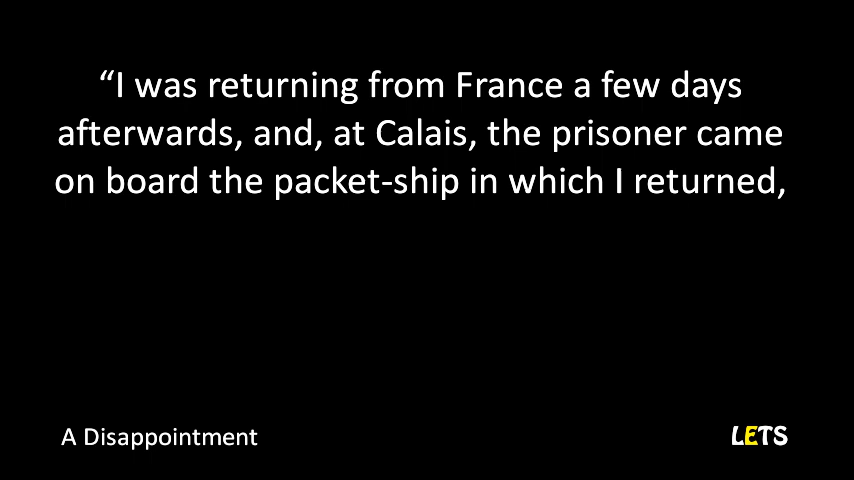 “I was returning from France a few days
afterwards, and, at Calais, the prisoner came
on board the packet-ship in which I returned,
A Disappointment
LETS